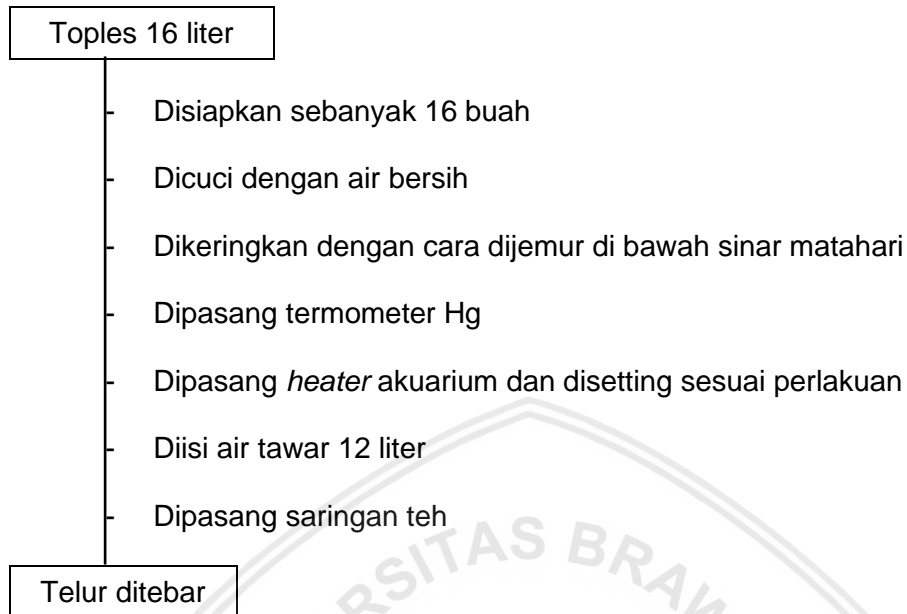 Toples 16 liter
- Disiapkan sebanyak 16 buah
- Dicuci dengan air bersih
- Dikeringkan dengan cara dijemur di bawah sinar matahari
- Dipasang termometer Hg
- Dipasang heater akuarium dan disetting sesuai perlakuan
- Diisi air tawar 12 liter
- Dipasang saringan teh
Telur ditebar
RSITAS BRAW